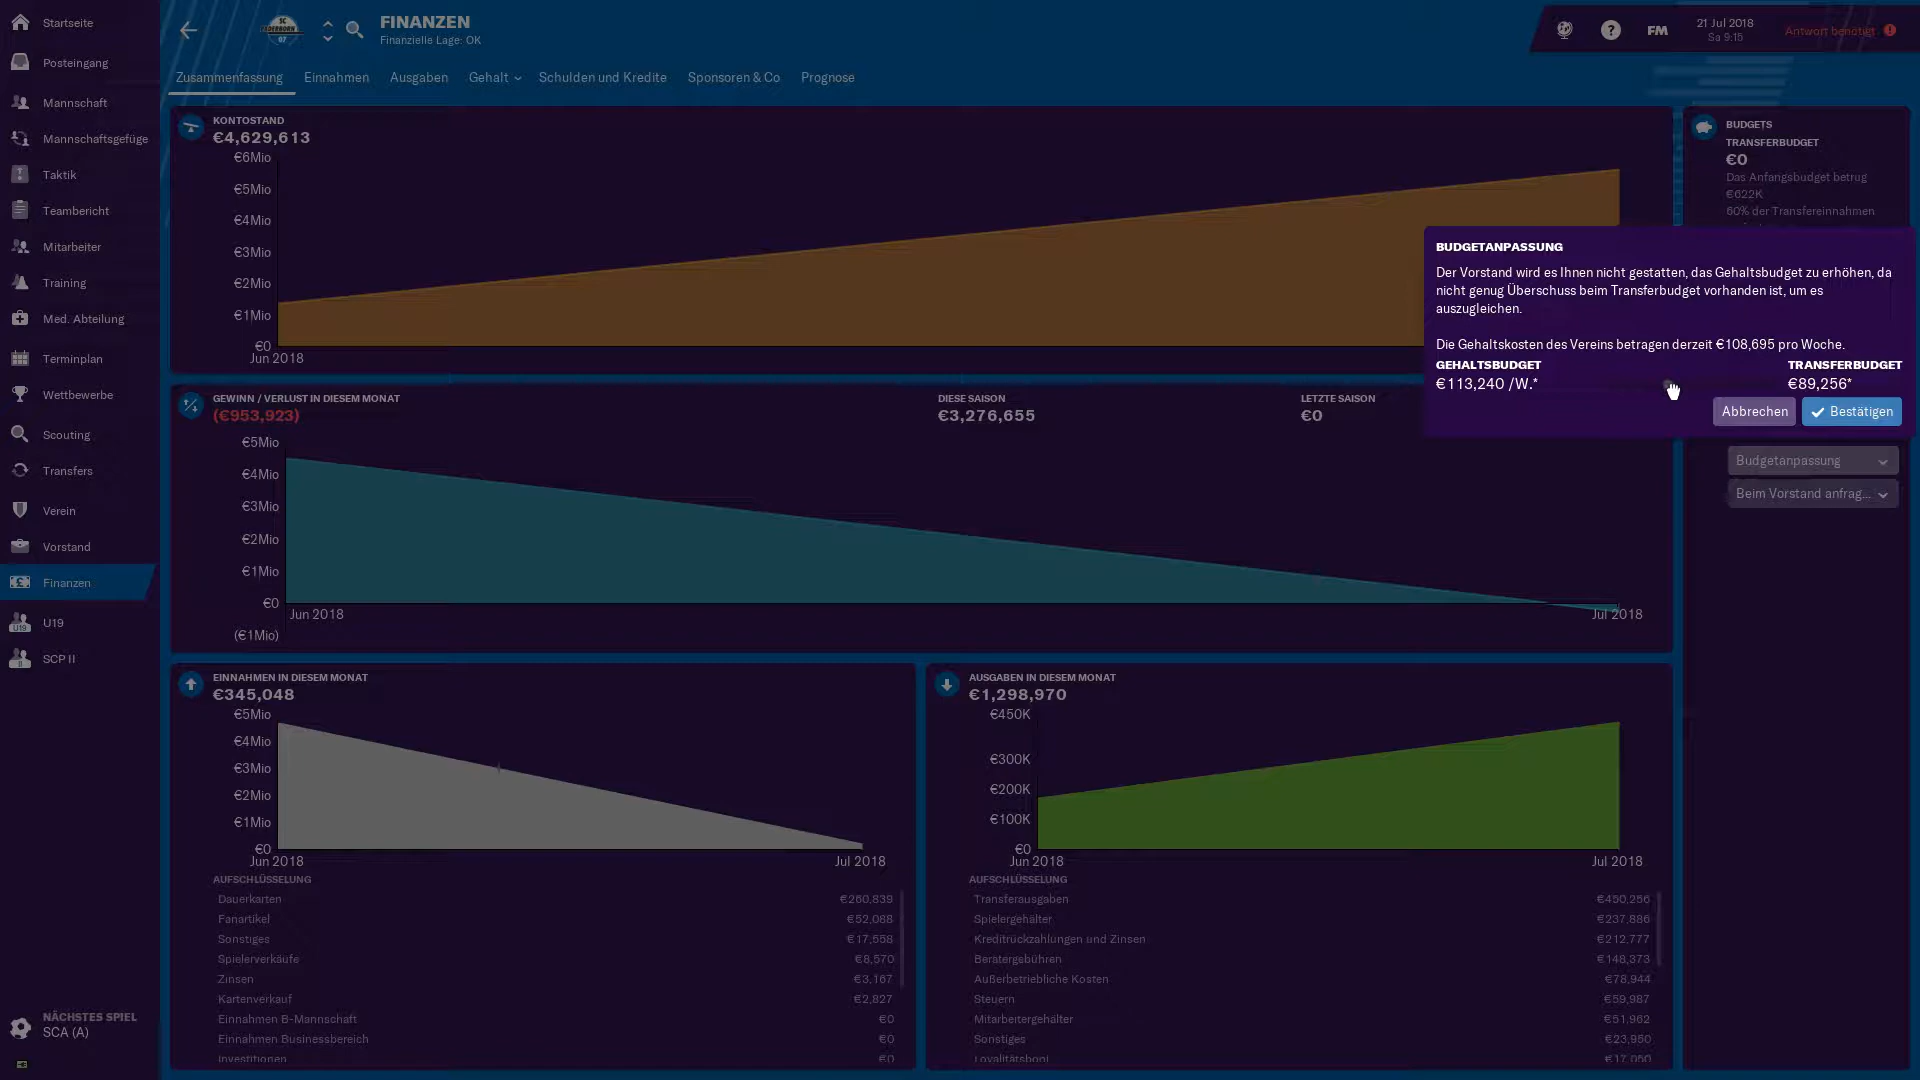 Startseite
Posteingang
Mannschaft
Mannschaftsgefüge
Taktik
Teambericht
Mitarbeiter
Training
Med. Abteilung
Terminplan
Wettbewerbe
Scouting
Transfers
Verein
Vorstand
Finanzen
U19
SCP II
NÄCHSTES SPIEL
SCA (A)
FINANZEN
Finanzielle Lage: OK
FM
21 Jul 2018
Sa 9:15
Antwort benötigt
Zusammenfassung Einnahmen Ausgaben Gehalt Schulden und Kredite Sponsoren & Co Prognose
KONTOSTAND
€4,629,613
€6Mio
€5Mio
€4Mio
€3Mio
€2Mio
€1Mio
€0
Jun 2018
GEWINN / VERLUST IN DIESEM MONAT
(€953,923)
DIESE SAISON
€3,276,655
LETZTE SAISON
€0
€5Mio
€4Mio
€3Mio
€2Mio
€1Mio
€0
(€1Mio)
Jun 2018
Jul 2018
EINNAHMEN IN DIESEM MONAT
€345,048
€5Mio
€4Mio
€3Mio
€2Mio
€1Mio
€0
Jun 2018
Jul 2018
AUFSCHLÜSSELUNG
Dauerkarten €260,839
Fanartikel €52,088
Sonstiges €17,558
Spielerverkäufe €8,570
Zinsen €3,167
Kartenverkauf €2,827
Einnahmen B-Mannschaft €0
Einnahmen Businessbereich €0
Investitionen €0
AUSGABEN IN DIESEM MONAT
€1,298,970
€450K
€300K
€200K
€100K
€0
Jun 2018
Jul 2018
AUFSCHLÜSSELUNG
Transferausgaben €450,256
Spielergehälter €237,886
Kreditrückzahlungen und Zinsen €212,777
Beratergebühren €148,373
Außerbetriebliche Kosten €78,944
Steuern €59,987
Mitarbeitergehälter €51,962
Sonstiges €23,950
Loyalitätsboni €17,050
BUDGETS
TRANSFERBUDGET
€0
Das Anfangsbudget betrug
€622K
60% der Transfereinnahmen
BUDGETANPASSUNG
Der Vorstand wird es Ihnen nicht gestatten, das Gehaltsbudget zu erhöhen, da
nicht genug Überschuss beim Transferbudget vorhanden ist, um es
auszugleichen.
Die Gehaltskosten des Vereins betragen derzeit €108,695 pro Woche.
GEHALTSBUDGET
€113,240 /W.*
TRANSFERBUDGET
€89,256*
Abbrechen
Bestätigen
Budgetanpassung
Beim Vorstand anfrag...